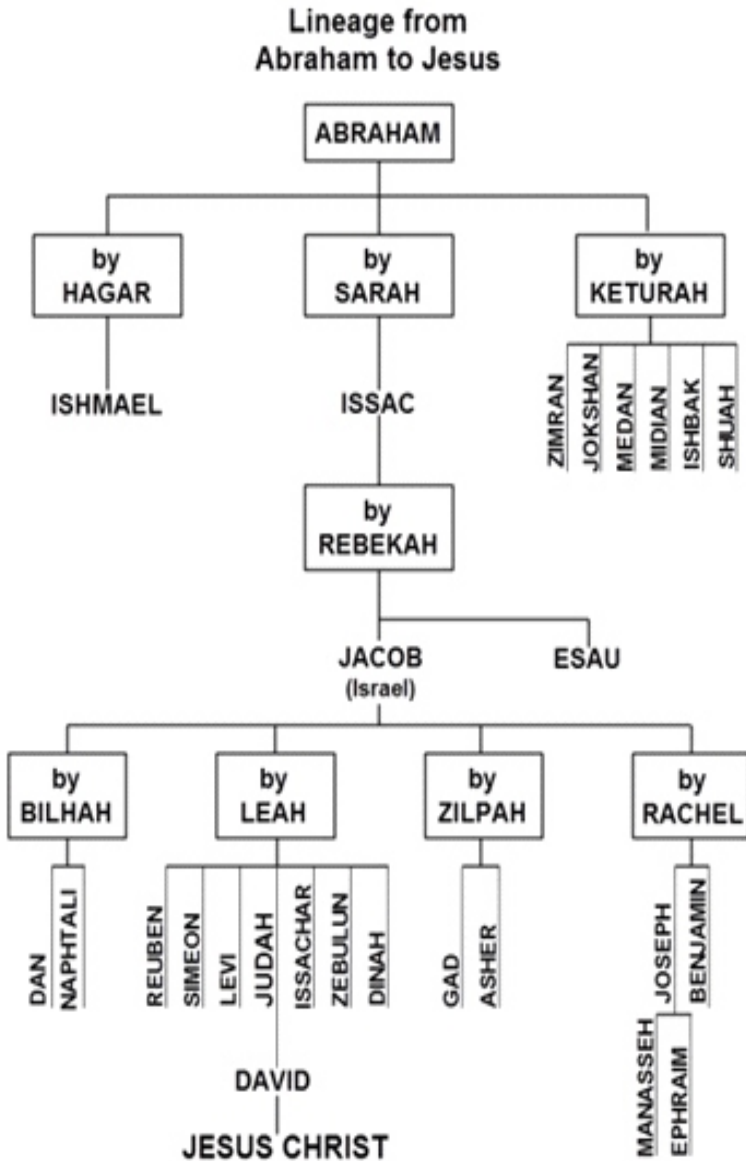 Lineage from
Abraham to Jesus
ABRAHAM
by
HAGAR
by
SARAH
by
KETURAH
ISHMAEL
ISSAC
ZIMRAN
JOKSHAN
MEDAN
MIDIAN
ISHBAK
SHUAH
by
REBEKAH
JACOB
(Israel)
ESAU
by
BILHAH
by
LEAH
by
ZILPAH
by
RACHEL
DAN
NAPHTALI
REUBEN
SIMEON
LEVI
JUDAH
ISSACHAR
ZEBULUN
DINAH
GAD
ASHER
JOSEPH
BENJAMIN
MANASSEH
EPHRAIM
DAVID
JESUS CHRIST